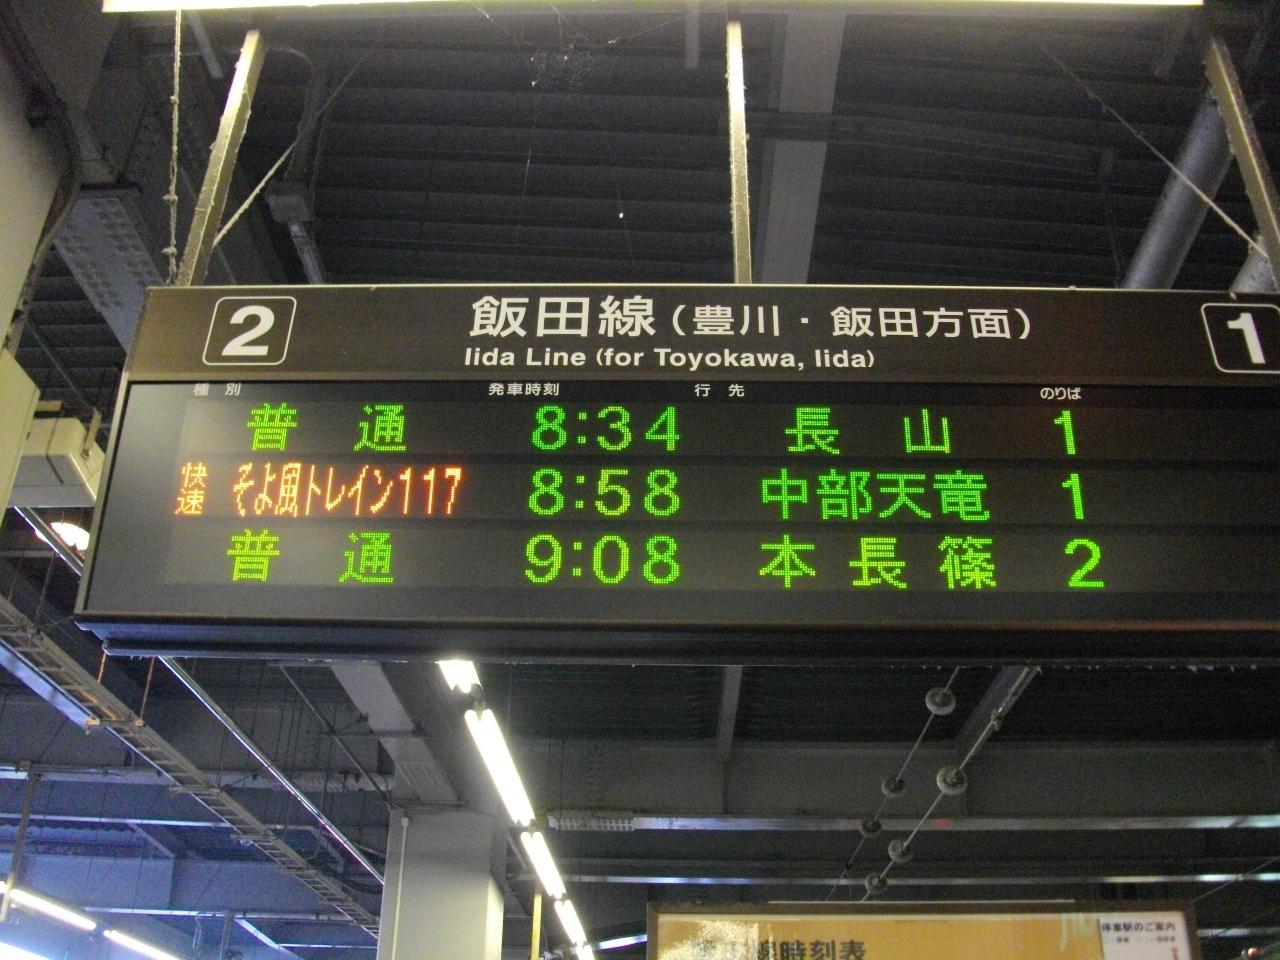 2 飯田線（豊川・飯田方面） 1
Iida Line (for Toyokawa, Iida)
種別 発車時刻 行先 のりば
普通 8:34 長山 1
快速 そよ風トレイン117 8:58 中部天竜 1
普通 9:08 本長篠 2
停車駅のご案内
時刻表